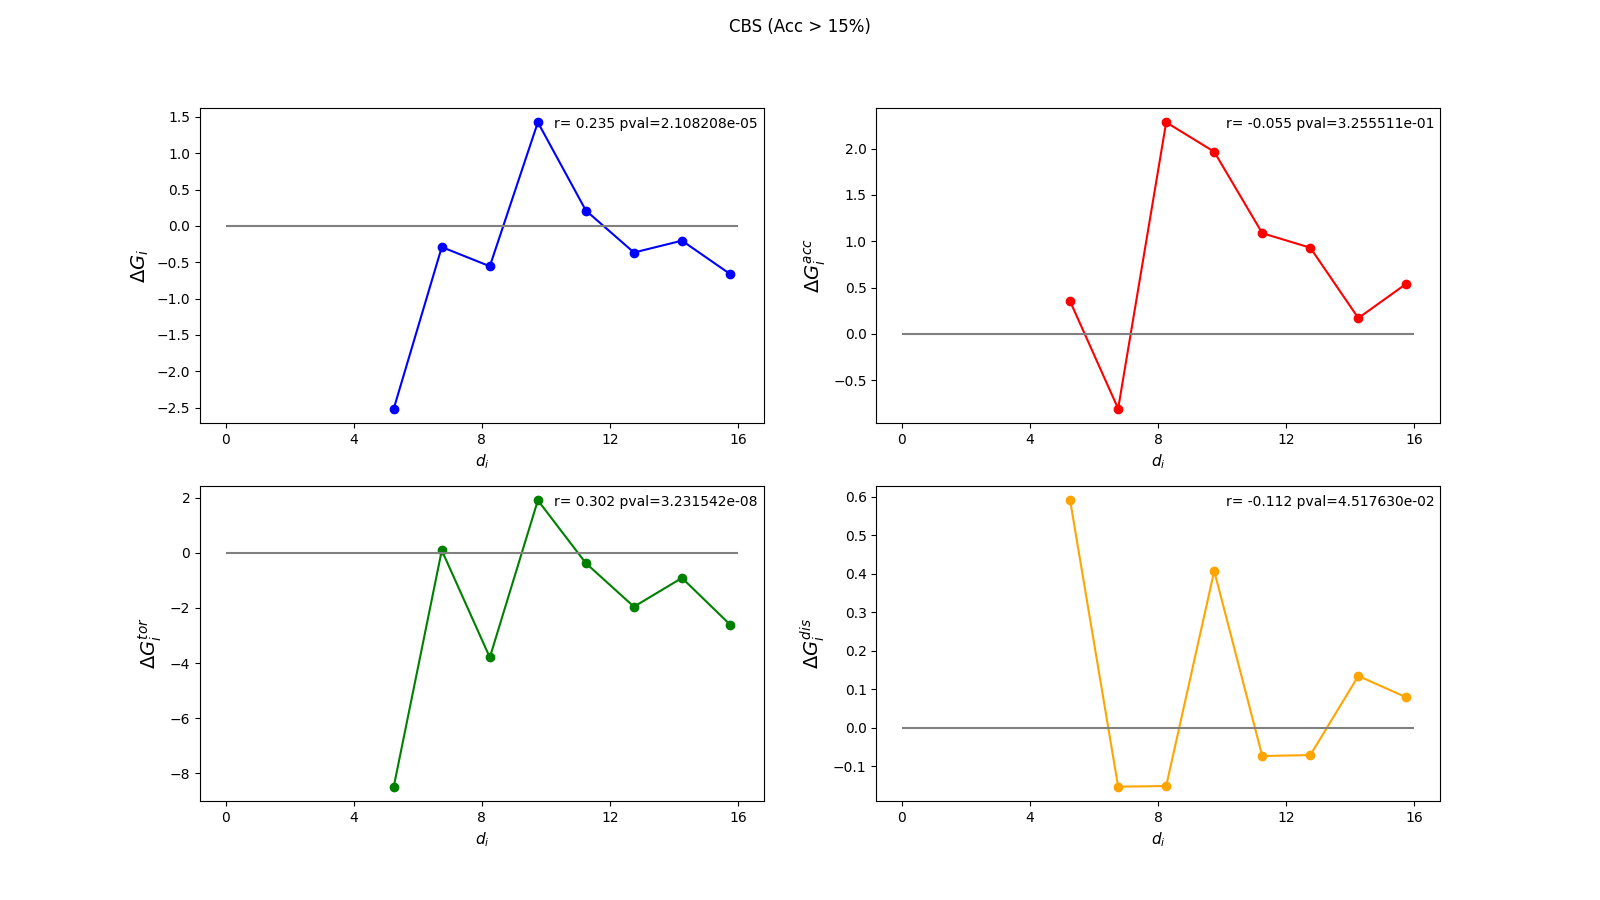 CBS (Acc > 15%)
r= 0.235 pval=2.108208e-05
1.5
1.0
0.5
0.0
−0.5
−1.0
−1.5
−2.0
−2.5
ΔG_i
0 4 8 12 16
d_i
r= -0.055 pval=3.255511e-01
2.0
1.5
1.0
0.5
0.0
−0.5
ΔG_i^{acc}
0 4 8 12 16
d_i
r= 0.302 pval=3.231542e-08
2
0
−2
−4
−6
−8
ΔG_i^{tor}
0 4 8 12 16
d_i
r= -0.112 pval=4.517630e-02
0.6
0.5
0.4
0.3
0.2
0.1
0.0
−0.1
ΔG_i^{dis}
0 4 8 12 16
d_i